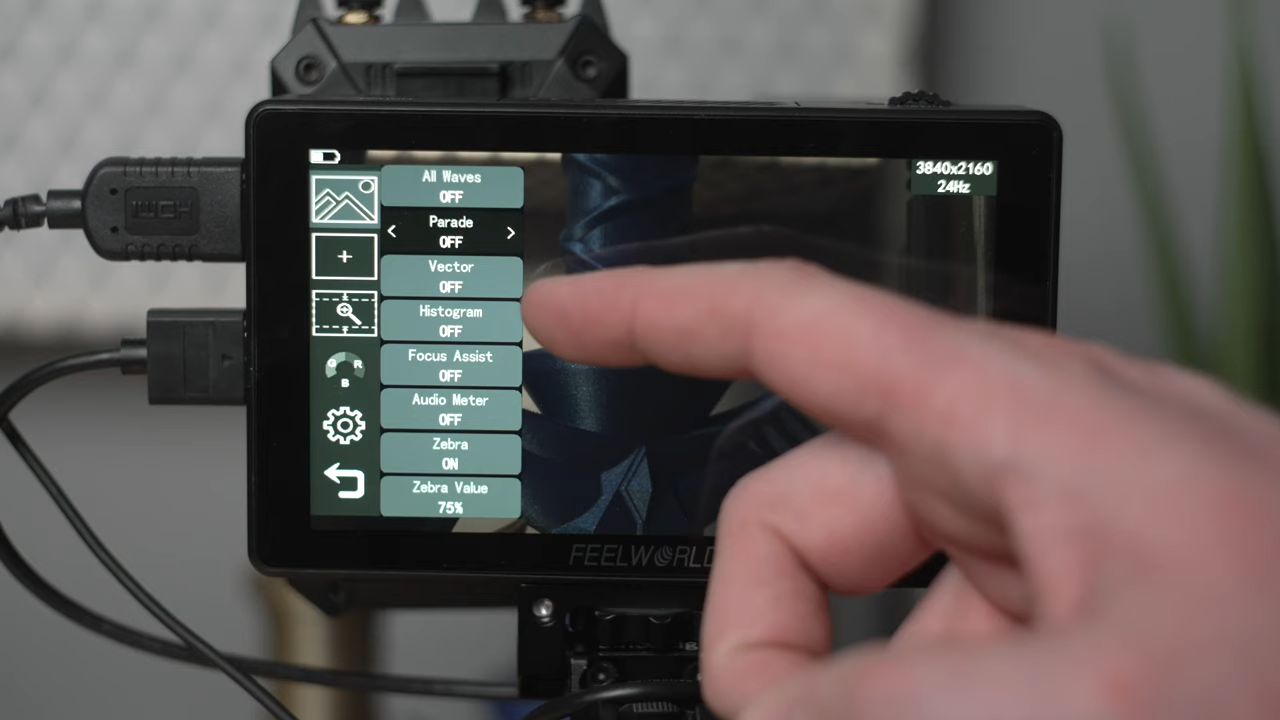 3840x2160
24Hz
All Waves
OFF
< Parade >
OFF
Vector
OFF
Histogram
OFF
Focus Assist
OFF
Audio Meter
OFF
Zebra
ON
Zebra Value
75%
G R
B
HDMI
FEELWORLD